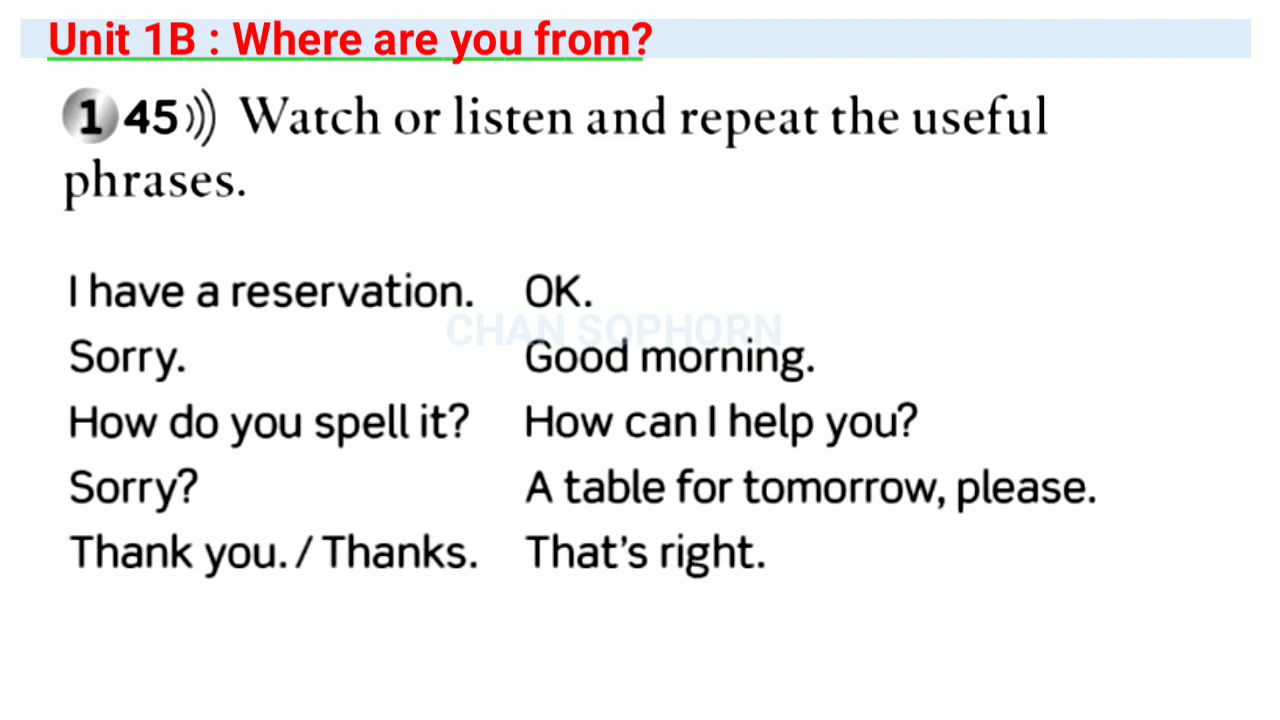 Unit 1B : Where are you from?
1 45 Watch or listen and repeat the useful
phrases.
I have a reservation.
Sorry.
How do you spell it?
Sorry?
Thank you. / Thanks.
OK.
Good morning.
How can I help you?
A table for tomorrow, please.
That's right.
CHAN SOPHORN